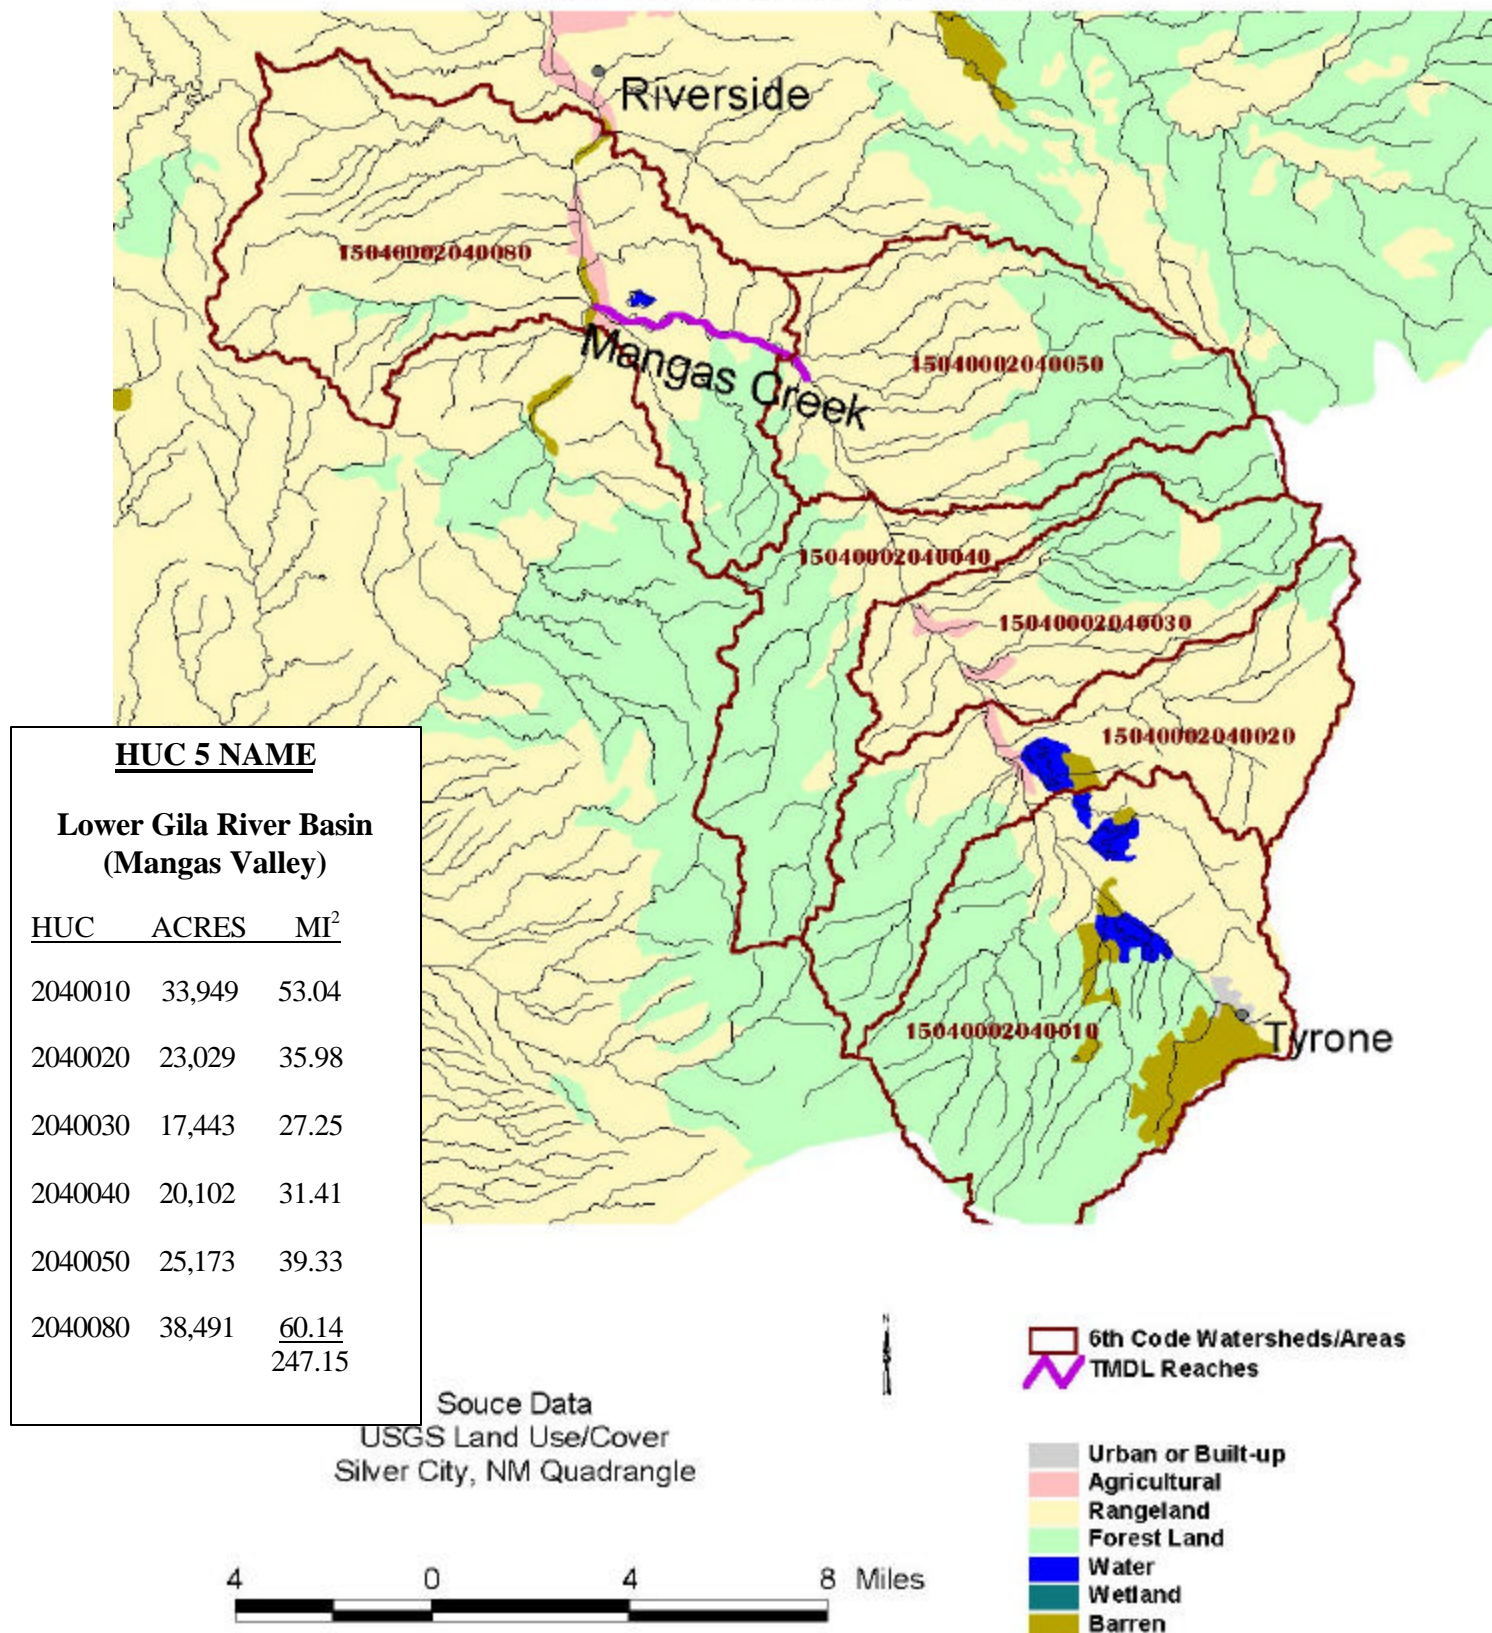 Riverside
15040002040080
Mangas Creek
15040002040050
15040002040040
15040002040030
15040002040020
15040002040010
Tyrone
HUC 5 NAME
Lower Gila River Basin
(Mangas Valley)
HUC ACRES MI²
2040010 33,949 53.04
2040020 23,029 35.98
2040030 17,443 27.25
2040040 20,102 31.41
2040050 25,173 39.33
2040080 38,491 60.14
247.15
N
Souce Data
USGS Land Use/Cover
Silver City, NM Quadrangle
6th Code Watersheds/Areas
TMDL Reaches
Urban or Built-up
Agricultural
Rangeland
Forest Land
Water
Wetland
Barren
4 0 4 8 Miles